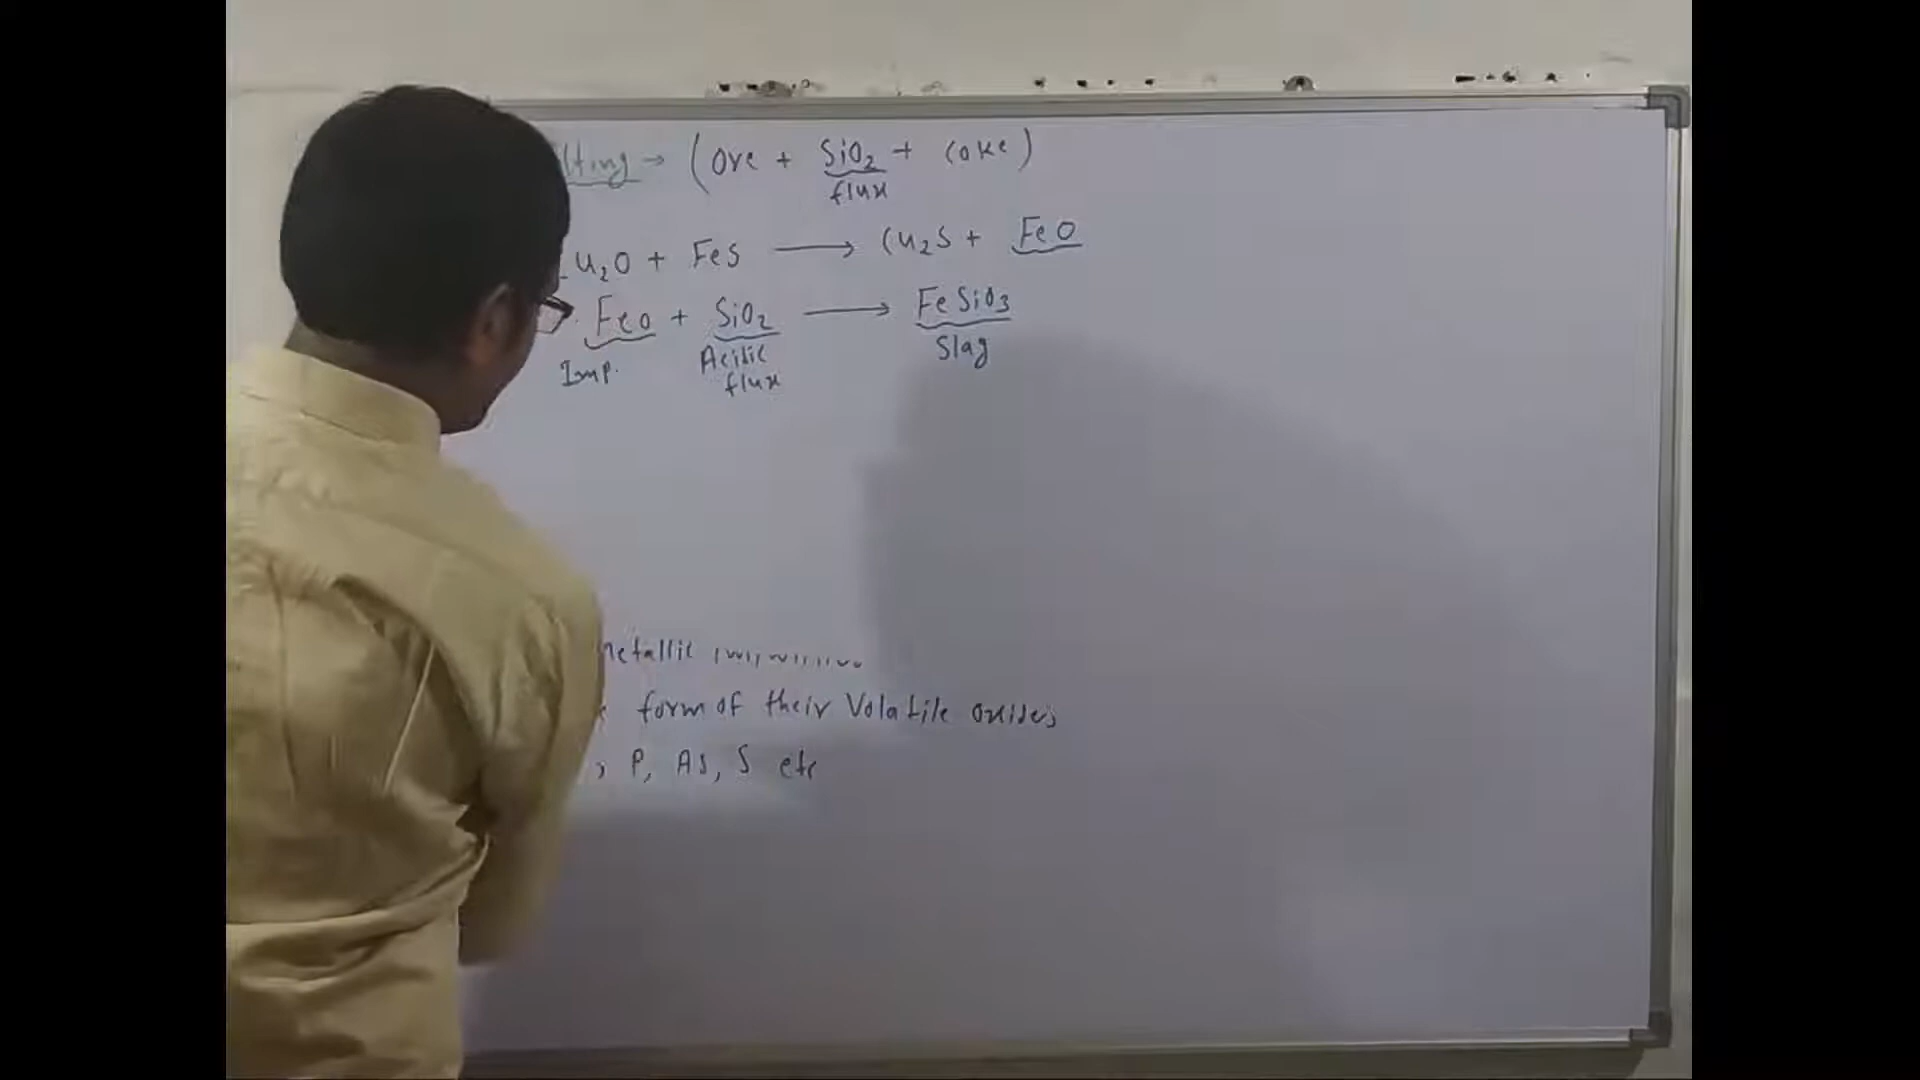 lting → (Ore + SiO₂ + Coke)
flux
u₂O + FeS ⟶ Cu₂S + FeO
FeO + SiO₂ ⟶ FeSiO₃
Imp. Acidic flux Slag
metallic
form of their Volatile oxides
, P, As, S etc